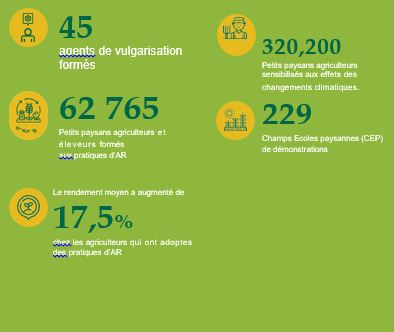 45
agents de vulgarisation
formés
62 765
Petits paysans agriculteurs et
éleveurs formés
aux pratiques d'AR
Le rendement moyen a augmenté de
17,5%
chez les agriculteurs qui ont adoptes
des pratiques d'AR
320,200
Petits paysans agriculteurs
sensibilisés aux effets des
changements climatiques.
229
Champs Ecoles paysannes (CEP)
de démonstrations